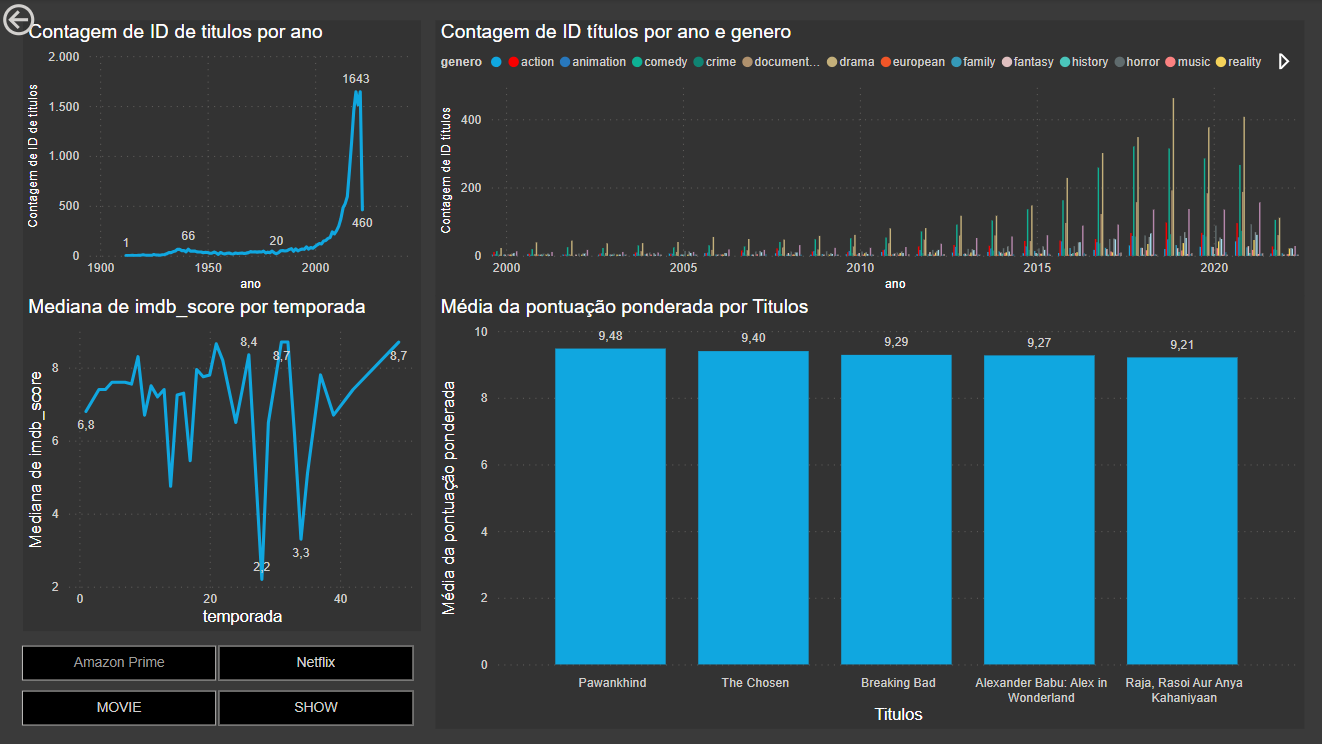 Contagem de ID de titulos por ano
Contagem de ID de titulos
2.000
1.500
1.000
500
0
1
66
20
1643
460
1900
1950
2000
ano
Contagem de ID títulos por ano e genero
genero
action
animation
comedy
crime
document...
drama
european
family
fantasy
history
horror
music
reality
Contagem de ID títulos
400
200
0
2000
2005
2010
2015
2020
ano
Mediana de imdb_score por temporada
Mediana de imdb_score
8
6
4
2
6,8
8,4
2,2
8,7
3,3
8,7
0
20
40
temporada
Média da pontuação ponderada por Titulos
Média da pontuação ponderada
10
8
6
4
2
0
9,48
9,40
9,29
9,27
9,21
Pawankhind
The Chosen
Breaking Bad
Alexander Babu: Alex in
Wonderland
Raja, Rasoi Aur Anya
Kahaniyaan
Titulos
Amazon Prime
Netflix
MOVIE
SHOW